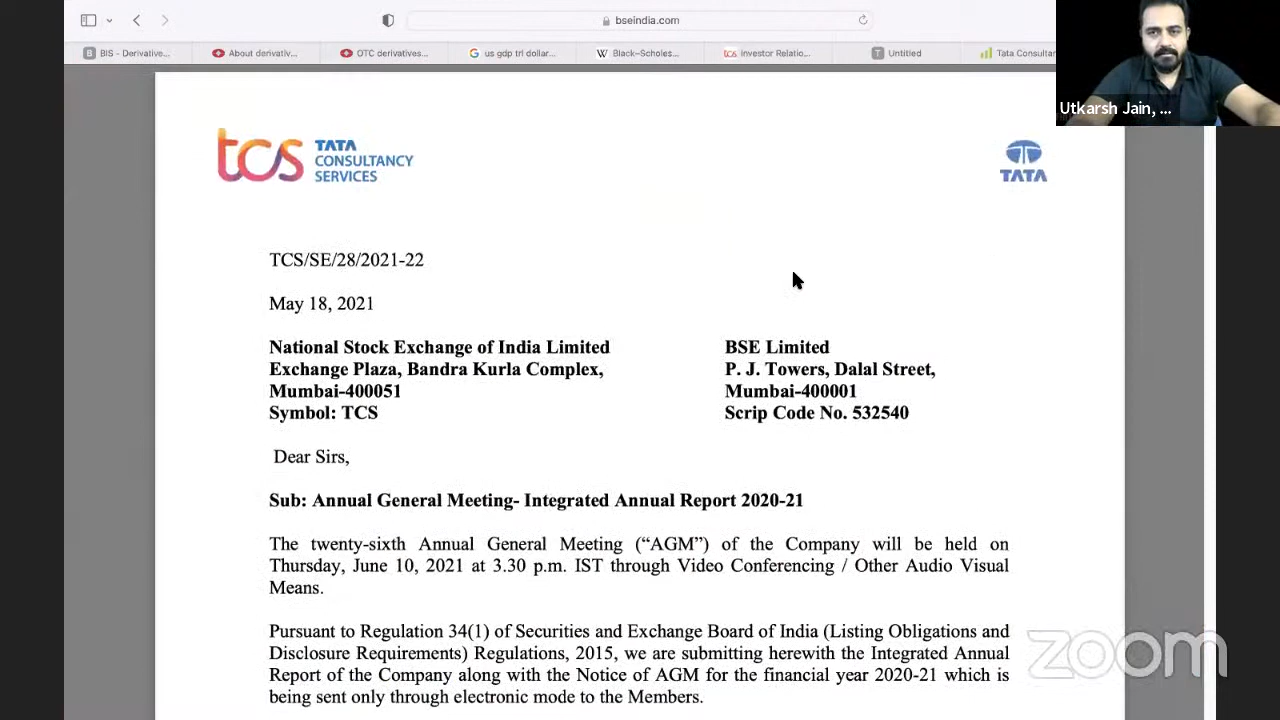 bseindia.com
BIS - Derivative...
About derivativ...
OTC derivatives...
us gdp tri dollar...
Black–Scholes...
tcs Investor Relatio...
Untitled
Tata Consultan
Utkarsh Jain, ...
tcs TATA
CONSULTANCY
SERVICES
TATA
TCS/SE/28/2021-22
May 18, 2021
National Stock Exchange of India Limited
Exchange Plaza, Bandra Kurla Complex,
Mumbai-400051
Symbol: TCS
BSE Limited
P. J. Towers, Dalal Street,
Mumbai-400001
Scrip Code No. 532540
Dear Sirs,
Sub: Annual General Meeting- Integrated Annual Report 2020-21
The twenty-sixth Annual General Meeting (“AGM”) of the Company will be held on
Thursday, June 10, 2021 at 3.30 p.m. IST through Video Conferencing / Other Audio Visual
Means.
Pursuant to Regulation 34(1) of Securities and Exchange Board of India (Listing Obligations and
Disclosure Requirements) Regulations, 2015, we are submitting herewith the Integrated Annual
Report of the Company along with the Notice of AGM for the financial year 2020-21 which is
being sent only through electronic mode to the Members.
zoom